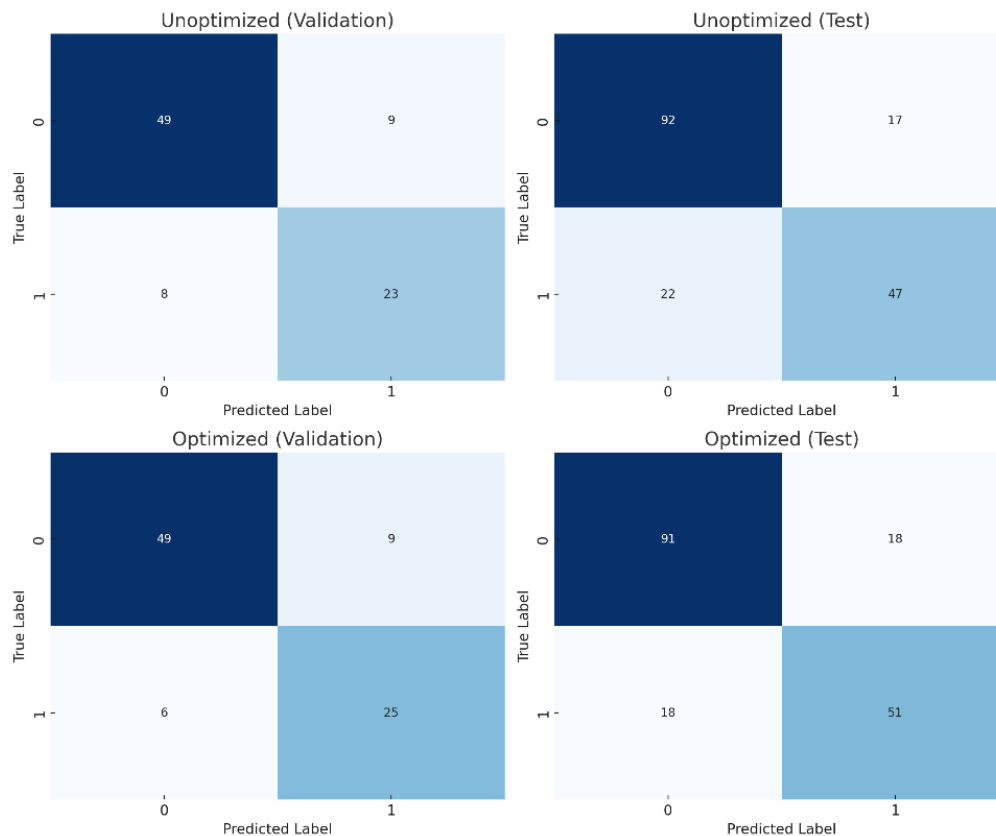 Unoptimized (Validation)
True Label
0
49
9
1
8
23
0
1
Predicted Label
Unoptimized (Test)
True Label
0
92
17
1
22
47
0
1
Predicted Label
Optimized (Validation)
True Label
0
49
9
1
6
25
0
1
Predicted Label
Optimized (Test)
True Label
0
91
18
1
18
51
0
1
Predicted Label